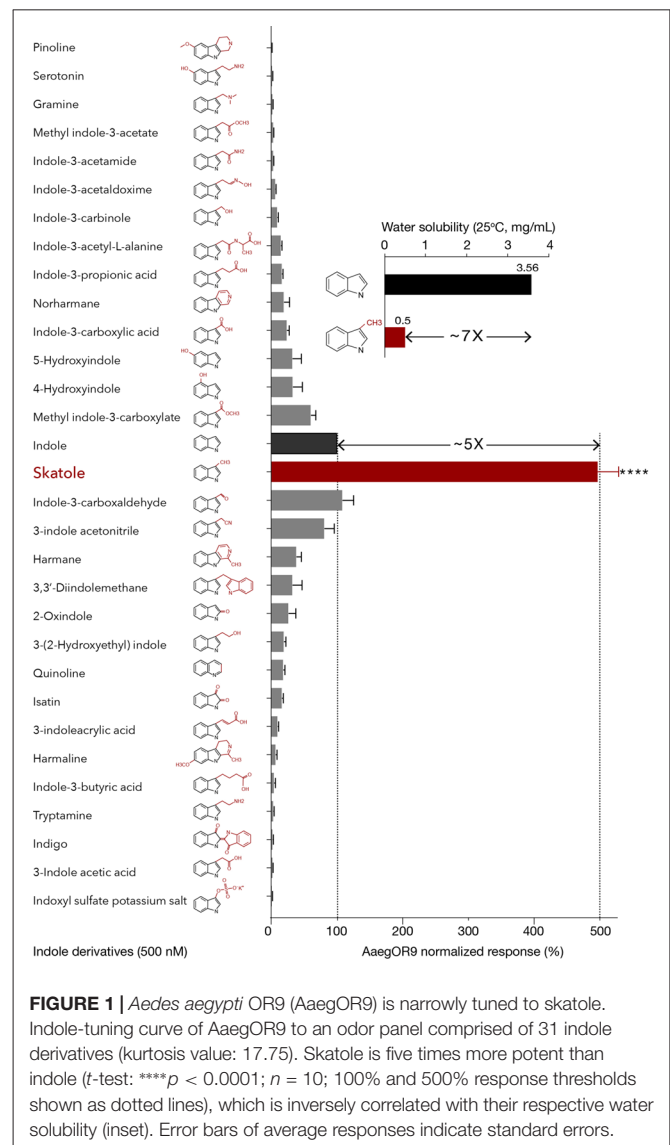 Pinoline
Serotonin
Gramine
Methyl indole-3-acetate
Indole-3-acetamide
Indole-3-acetaldoxime
Indole-3-carbinole
Indole-3-acetyl-L-alanine
Indole-3-propionic acid
Norharmane
Indole-3-carboxylic acid
5-Hydroxyindole
4-Hydroxyindole
Methyl indole-3-carboxylate
Indole
Skatole
Indole-3-carboxaldehyde
3-indole acetonitrile
Harmane
3,3′-Diindolemethane
2-Oxindole
3-(2-Hydroxyethyl) indole
Quinoline
Isatin
3-indoleacrylic acid
Harmaline
Indole-3-butyric acid
Tryptamine
Indigo
3-Indole acetic acid
Indoxyl sulfate potassium salt
Water solubility (25°C, mg/mL)
0 1 2 3 4
3.56
CH3
0.5
~7X
~5X
****
0 100 200 300 400 500
Indole derivatives (500 nM) AaegOR9 normalized response (%)
FIGURE 1 | Aedes aegypti OR9 (AaegOR9) is narrowly tuned to skatole.
Indole-tuning curve of AaegOR9 to an odor panel comprised of 31 indole
derivatives (kurtosis value: 17.75). Skatole is five times more potent than
indole (t-test: ****p < 0.0001; n = 10; 100% and 500% response thresholds
shown as dotted lines), which is inversely correlated with their respective water
solubility (inset). Error bars of average responses indicate standard errors.